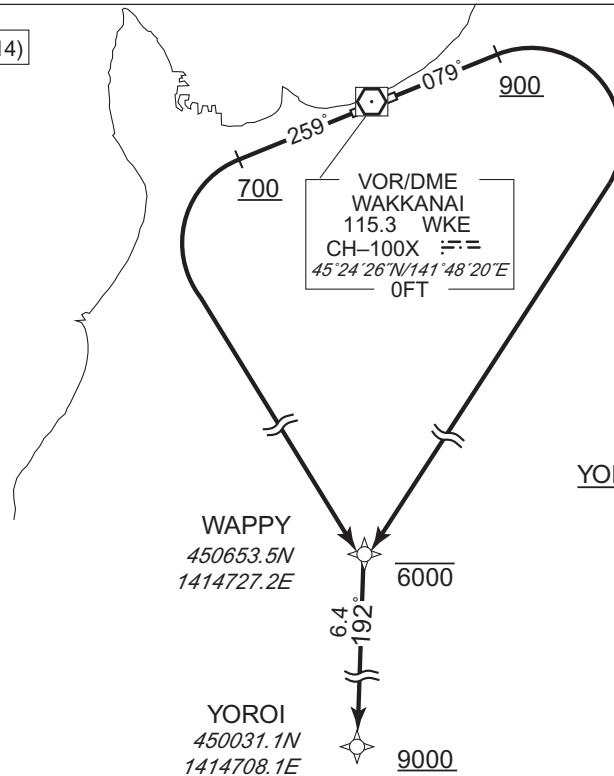 14)
079°
900
259°
700
VOR/DME
WAKKANAI
115.3 WKE
CH–100X
45°24´26˝N/141°48´20˝E
0FT
YO
WAPPY
450653.5N
1414727.2E
6000
6.4
192°
YOROI
450031.1N
1414708.1E
9000